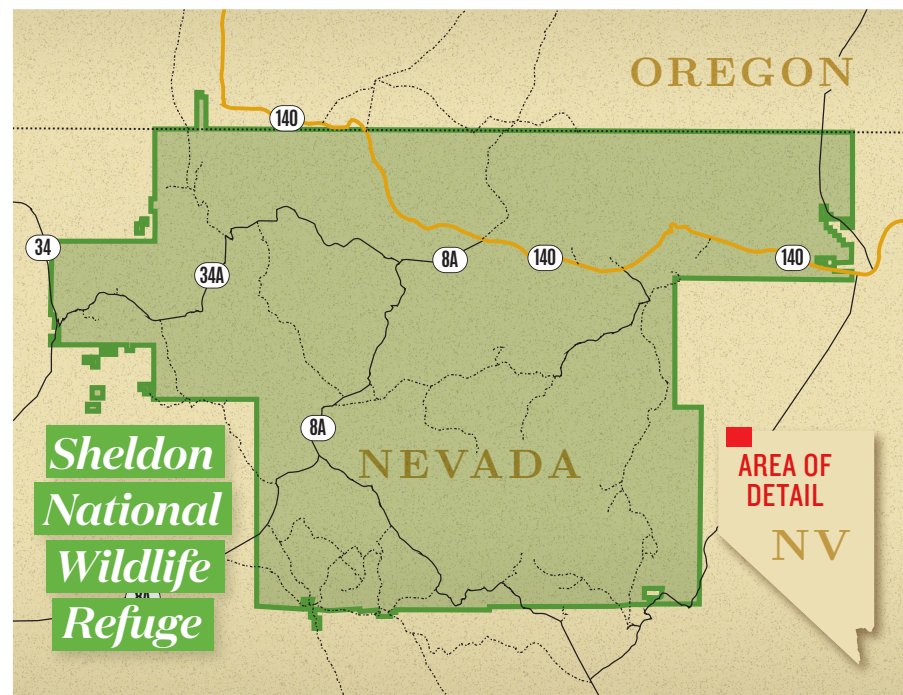 OREGON
140
34
34A
8A
140
140
8A
NEVADA
Sheldon
National
Wildlife
Refuge
AREA OF
DETAIL
NV